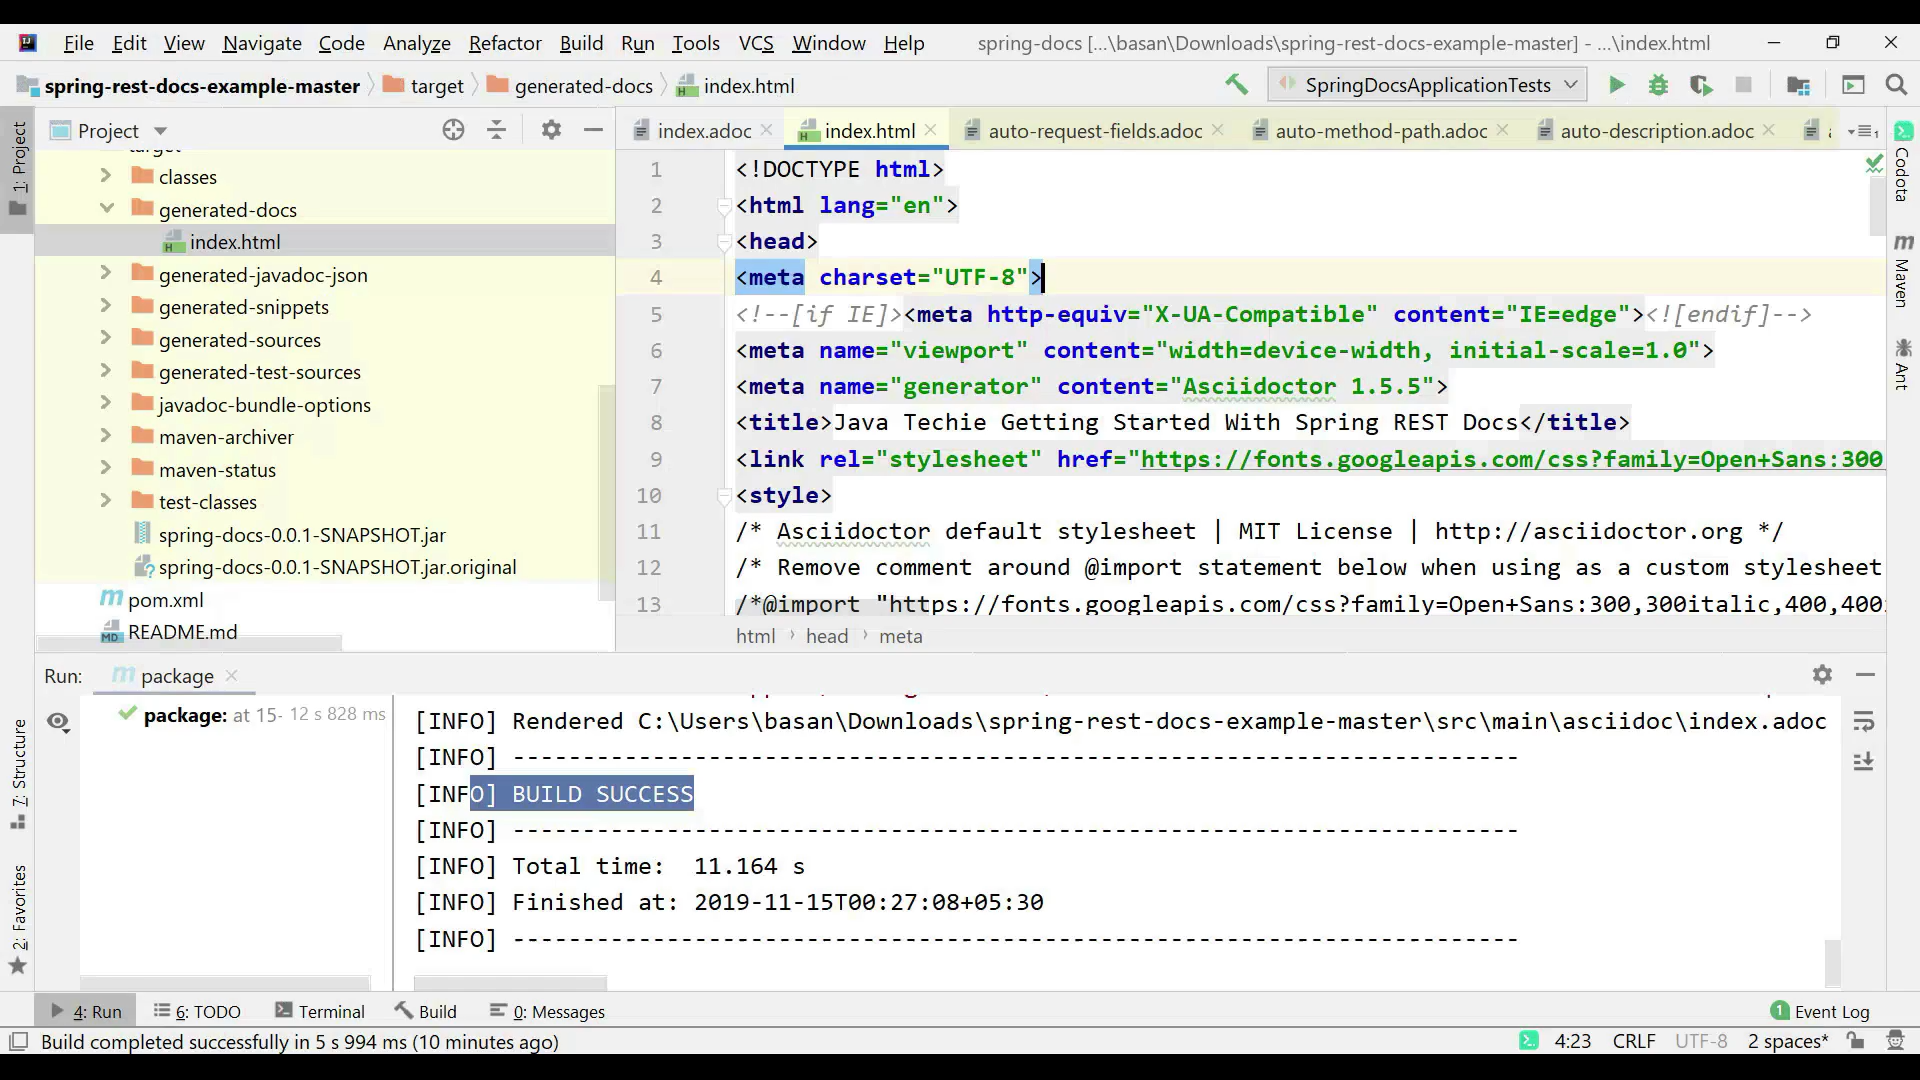 File Edit View Navigate Code Analyze Refactor Build Run Tools VCS Window Help spring-docs [...\basan\Downloads\spring-rest-docs-example-master] - ...\index.html
spring-rest-docs-example-master target generated-docs index.html SpringDocsApplicationTests
1: Project
Project
index.adoc index.html auto-request-fields.adoc auto-method-path.adoc auto-description.adoc
target
classes
generated-docs
index.html
generated-javadoc-json
generated-snippets
generated-sources
generated-test-sources
javadoc-bundle-options
maven-archiver
maven-status
test-classes
spring-docs-0.0.1-SNAPSHOT.jar
spring-docs-0.0.1-SNAPSHOT.jar.original
pom.xml
README.md
1 <!DOCTYPE html>
2 <html lang="en">
3 <head>
4 <meta charset="UTF-8">
5 <!--[if IE]><meta http-equiv="X-UA-Compatible" content="IE=edge"><![endif]-->
6 <meta name="viewport" content="width=device-width, initial-scale=1.0">
7 <meta name="generator" content="Asciidoctor 1.5.5">
8 <title>Java Techie Getting Started With Spring REST Docs</title>
9 <link rel="stylesheet" href="https://fonts.googleapis.com/css?family=Open+Sans:300
10 <style>
11 /* Asciidoctor default stylesheet | MIT License | http://asciidoctor.org */
12 /* Remove comment around @import statement below when using as a custom stylesheet
13 /*@import "https://fonts.googleapis.com/css?family=Open+Sans:300,300italic,400,400
html head meta
Codota
Maven
Ant
Run: package
package: at 15- 12 s 828 ms
[INFO] Rendered C:\Users\basan\Downloads\spring-rest-docs-example-master\src\main\asciidoc\index.adoc
[INFO] ------------------------------------------------------------------------
[INFO] BUILD SUCCESS
[INFO] ------------------------------------------------------------------------
[INFO] Total time:  11.164 s
[INFO] Finished at: 2019-11-15T00:27:08+05:30
[INFO] ------------------------------------------------------------------------
7: Structure
2: Favorites
4: Run 6: TODO Terminal Build 0: Messages 1 Event Log
Build completed successfully in 5 s 994 ms (10 minutes ago) 4:23 CRLF UTF-8 2 spaces*